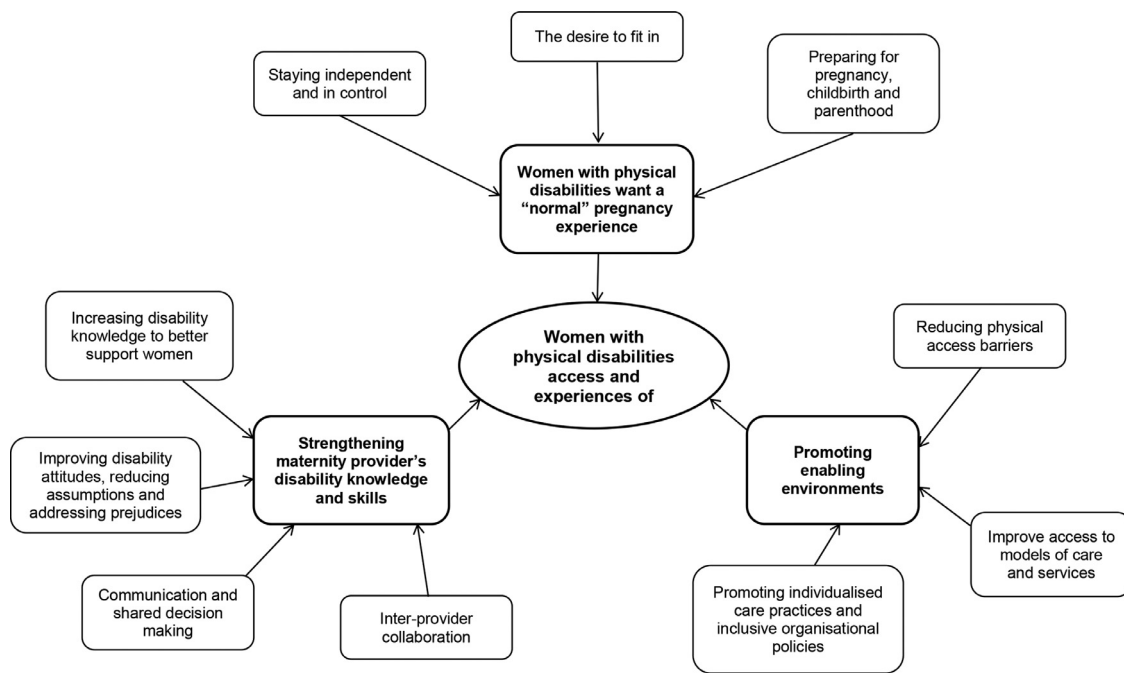 The desire to fit in
Staying independent
and in control
Preparing for
pregnancy,
childbirth and
parenthood
Women with physical
disabilities want a
“normal” pregnancy
experience
Increasing disability
knowledge to better
support women
Women with
physical disabilities
access and
experiences of
Reducing physical
access barriers
Improving disability
attitudes, reducing
assumptions and
addressing prejudices
Strengthening
maternity provider’s
disability knowledge
and skills
Promoting
enabling
environments
Communication and
shared decision
making
Inter-provider
collaboration
Promoting individualised
care practices and
inclusive organisational
policies
Improve access to
models of care
and services